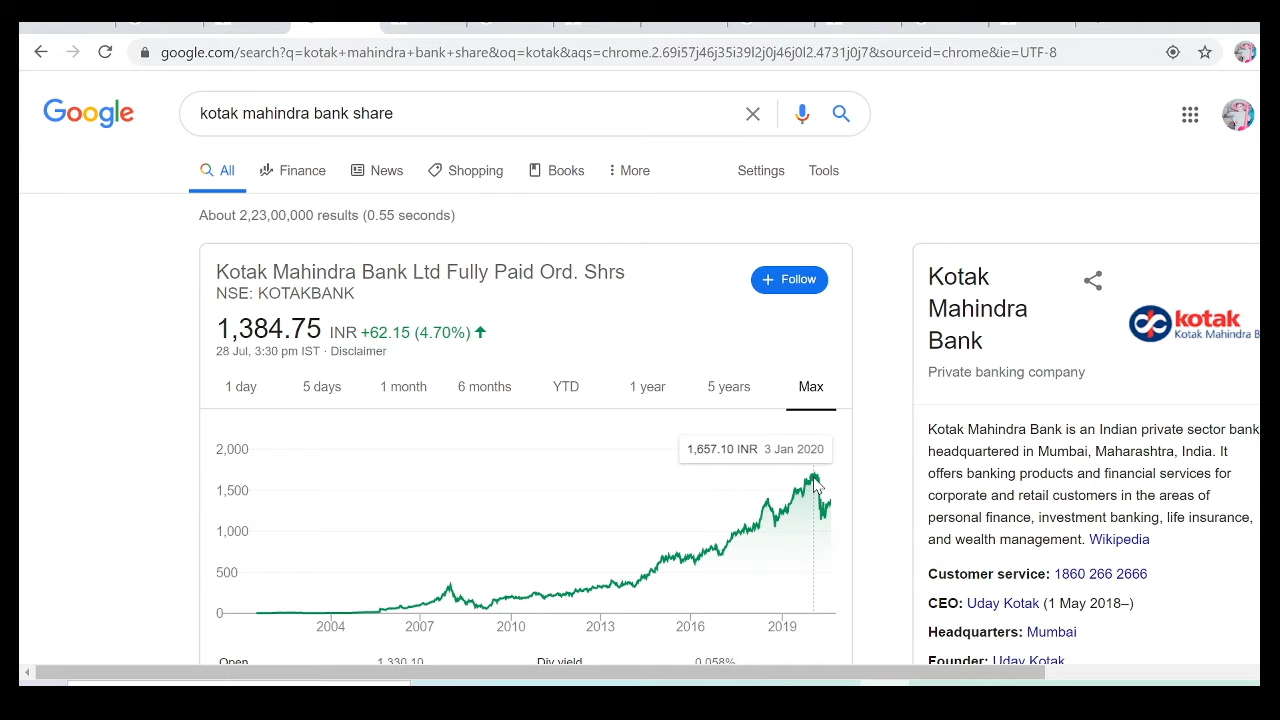 google.com/search?q=kotak+mahindra+bank+share&oq=kotak&aqs=chrome.2.69i57j46j35i39l2j0j46j0l2.4731j0j7&sourceid=chrome&ie=UTF-8
Google
kotak mahindra bank share
All Finance News Shopping Books More Settings Tools
About 2,23,00,000 results (0.55 seconds)
Kotak Mahindra Bank Ltd Fully Paid Ord. Shrs
NSE: KOTAKBANK
+ Follow
1,384.75 INR +62.15 (4.70%)
28 Jul, 3:30 pm IST · Disclaimer
1 day 5 days 1 month 6 months YTD 1 year 5 years Max
1,657.10 INR 3 Jan 2020
2,000
1,500
1,000
500
0
2004 2007 2010 2013 2016 2019
Open 1,330.10 Div yield 0.058%
Kotak
Mahindra
Bank
kotak
Kotak Mahindra B
Private banking company
Kotak Mahindra Bank is an Indian private sector bank
headquartered in Mumbai, Maharashtra, India. It
offers banking products and financial services for
corporate and retail customers in the areas of
personal finance, investment banking, life insurance,
and wealth management. Wikipedia
Customer service: 1860 266 2666
CEO: Uday Kotak (1 May 2018–)
Headquarters: Mumbai
Founder: Uday Kotak